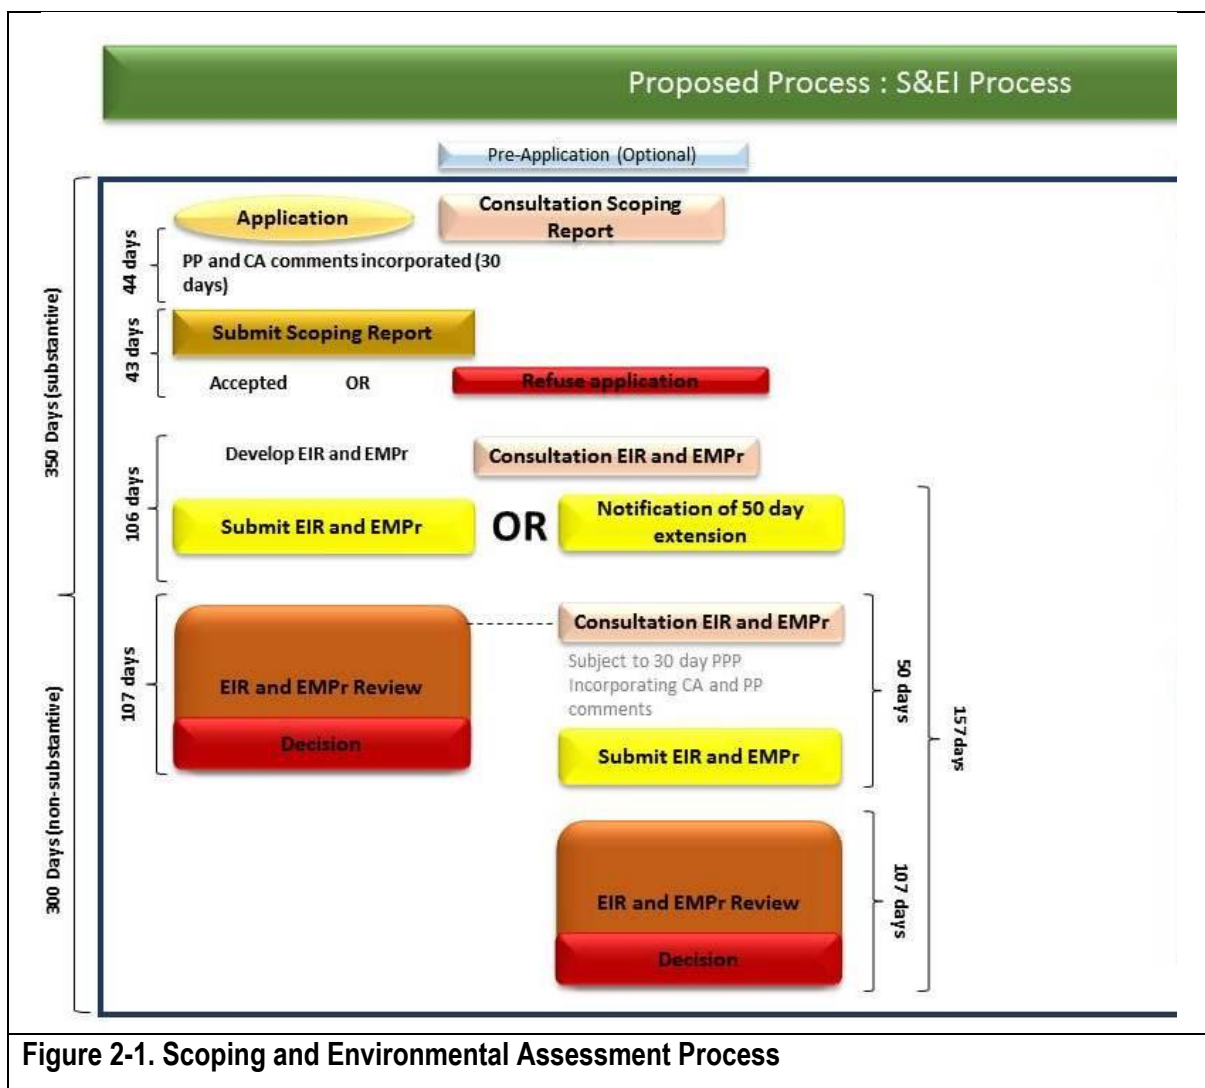 Proposed Process : S&EI Process
Pre-Application (Optional)
Application
Consultation Scoping
Report
44 days
PP and CA comments incorporated (30
days)
350 Days (substantive)
43 days
Submit Scoping Report
Accepted OR
Refuse application
106 days
Develop EIR and EMPr
Consultation EIR and EMPr
Submit EIR and EMPr
OR
Notification of 50 day
extension
300 Days (non-substantive)
107 days
EIR and EMPr Review
Decision
Consultation EIR and EMPr
Subject to 30 day PPP
Incorporating CA and PP
comments
Submit EIR and EMPr
50 days
157 days
EIR and EMPr Review
Decision
107 days
Figure 2-1. Scoping and Environmental Assessment Process